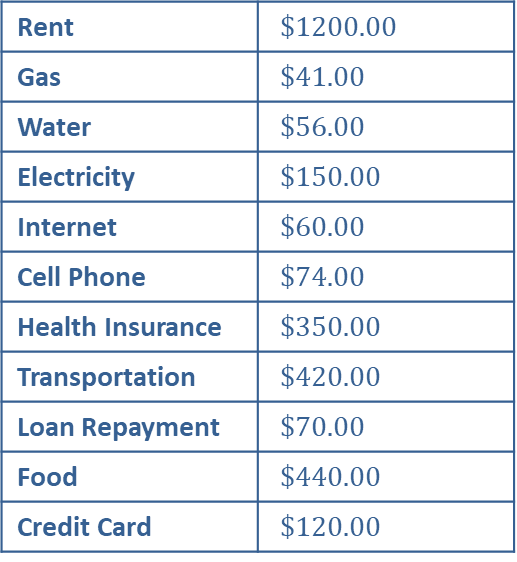 Rent $1200.00
Gas $41.00
Water $56.00
Electricity $150.00
Internet $60.00
Cell Phone $74.00
Health Insurance $350.00
Transportation $420.00
Loan Repayment $70.00
Food $440.00
Credit Card $120.00